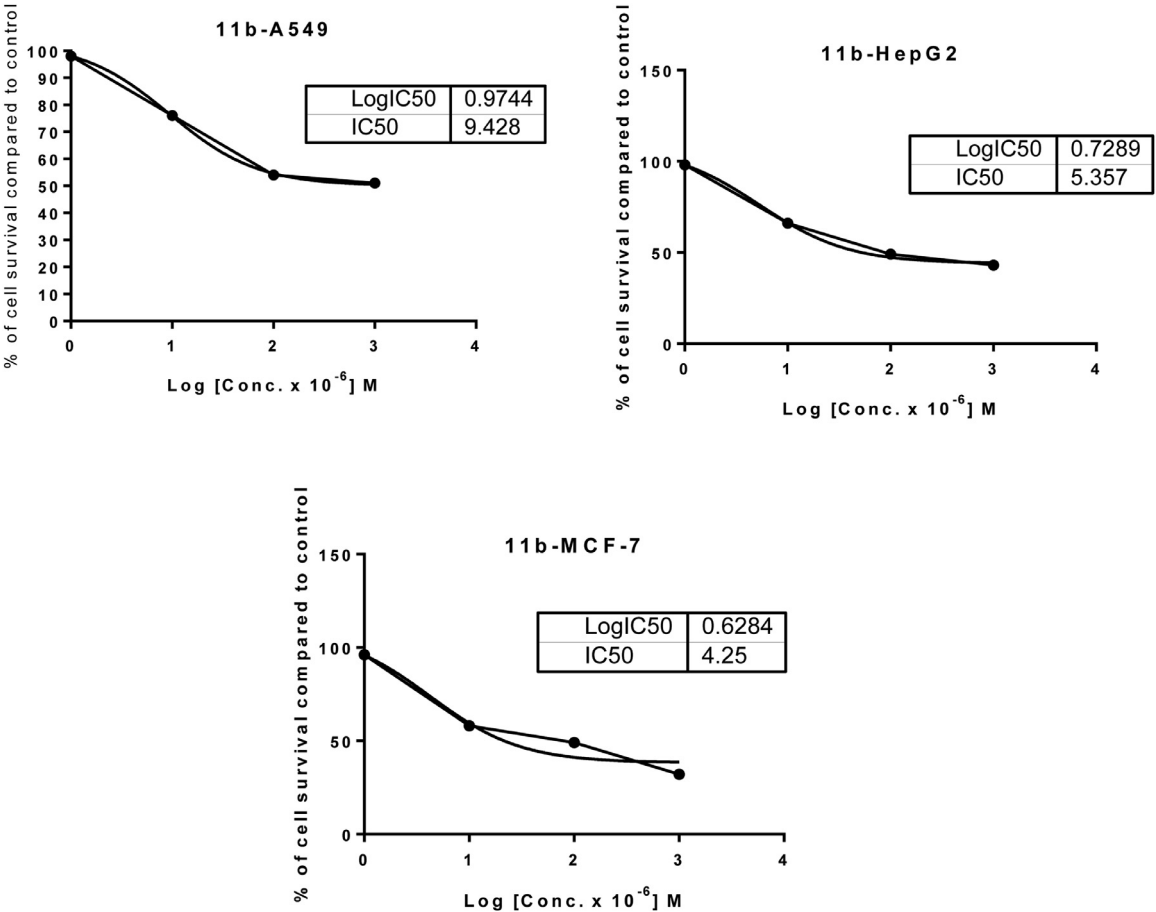 11b-A549
% of cell survival compared to control
100
90
80
70
60
50
40
30
20
10
0
0 1 2 3 4
Log [Conc. x 10-6] M
LogIC50 0.9744
IC50 9.428
11b-HepG2
% of cell survival compared to control
150
100
50
0
0 1 2 3 4
Log [Conc. x 10-6] M
LogIC50 0.7289
IC50 5.357
11b-MCF-7
% of cell survival compared to control
150
100
50
0
0 1 2 3 4
Log [Conc. x 10-6] M
LogIC50 0.6284
IC50 4.25